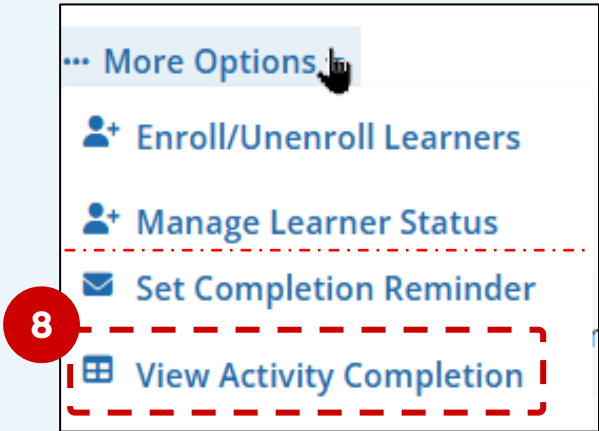 ··· More Options
Enroll/Unenroll Learners
Manage Learner Status
Set Completion Reminder
8
View Activity Completion